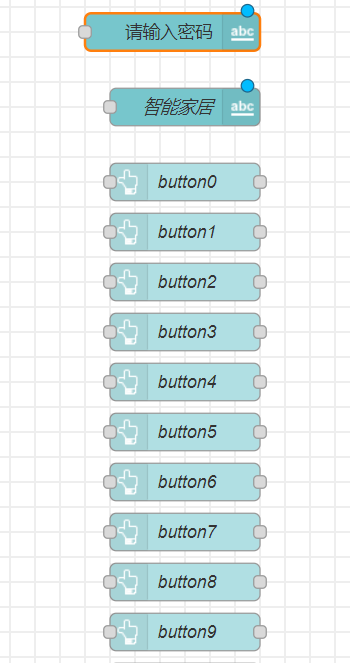 请输入密码 abc
智能家居 abc
button0
button1
button2
button3
button4
button5
button6
button7
button8
button9